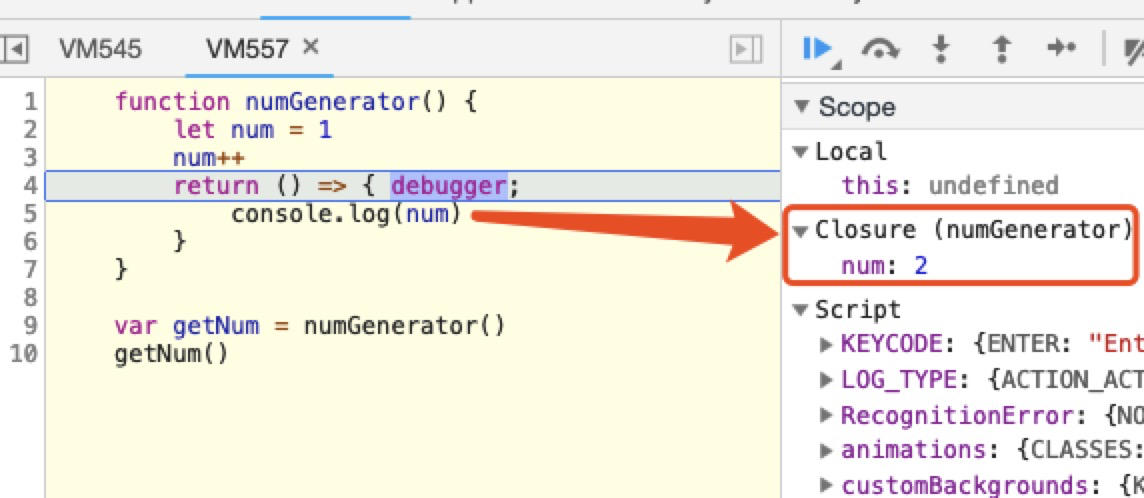 VM545 VM557 ×
1 function numGenerator() {
2 let num = 1
3 num++
4 return () => { debugger;
5 console.log(num)
6 }
7 }
8
9 var getNum = numGenerator()
10 getNum()
Scope
Local
this: undefined
Closure (numGenerator)
num: 2
Script
KEYCODE: {ENTER: "Ent
LOG_TYPE: {ACTION_ACT
RecognitionError: {NO
animations: {CLASSES:
customBackgrounds: {K